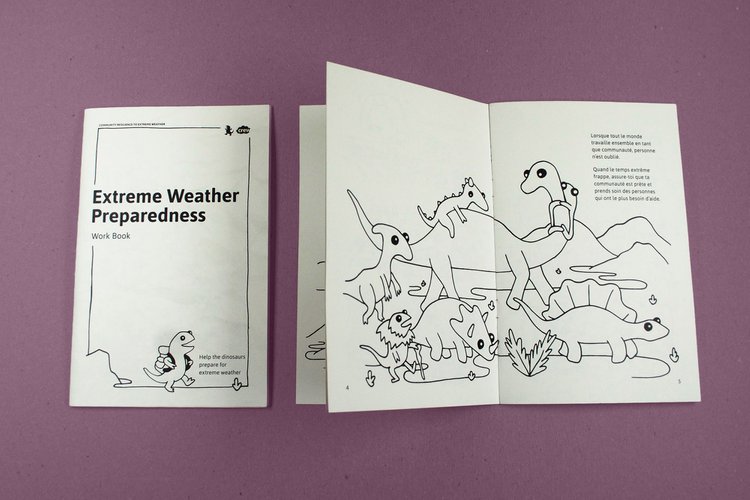 COMMUNITY RESILIENCE TO EXTREME WEATHER
crew
Extreme Weather
Preparedness
Work Book
Help the dinosaurs
prepare for
extreme weather
Lorsque tout le monde
travaille ensemble en tant
que communauté, personne
n'est oublié.
Quand le temps extrême
frappe, assure-toi que ta
communauté est prête et
prends soin des personnes
qui ont le plus besoin d'aide.
4
5